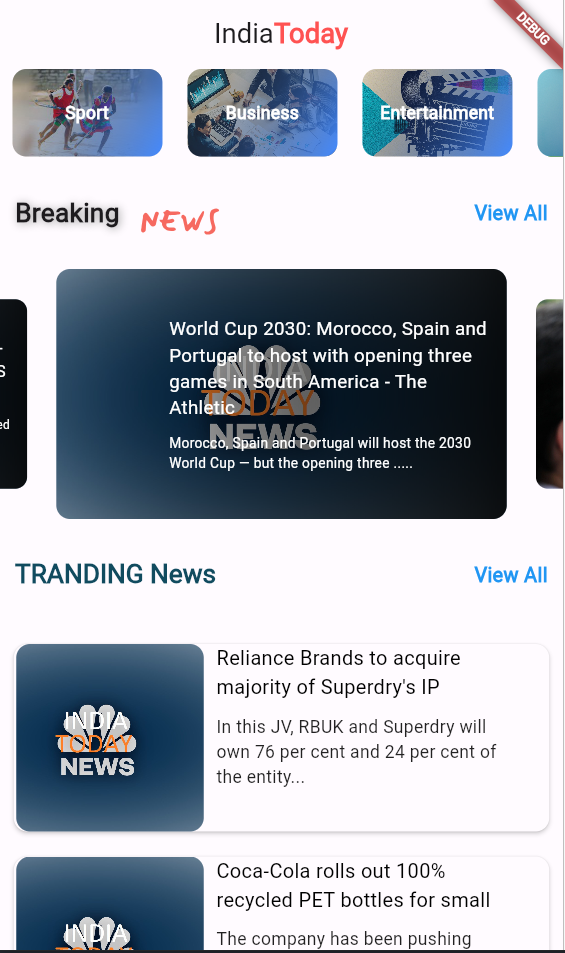 IndiaToday
DEBUG
Sport
Business
Entertainment
Breaking NEWS
View All
World Cup 2030: Morocco, Spain and
Portugal to host with opening three
games in South America - The
Athletic
Morocco, Spain and Portugal will host the 2030
World Cup — but the opening three .....
TODAY
NEWS
ed
TRANDING News
View All
Reliance Brands to acquire
majority of Superdry's IP
In this JV, RBUK and Superdry will
own 76 per cent and 24 per cent of
the entity...
INDIA
TODAY
NEWS
Coca-Cola rolls out 100%
recycled PET bottles for small
The company has been pushing
INDIA